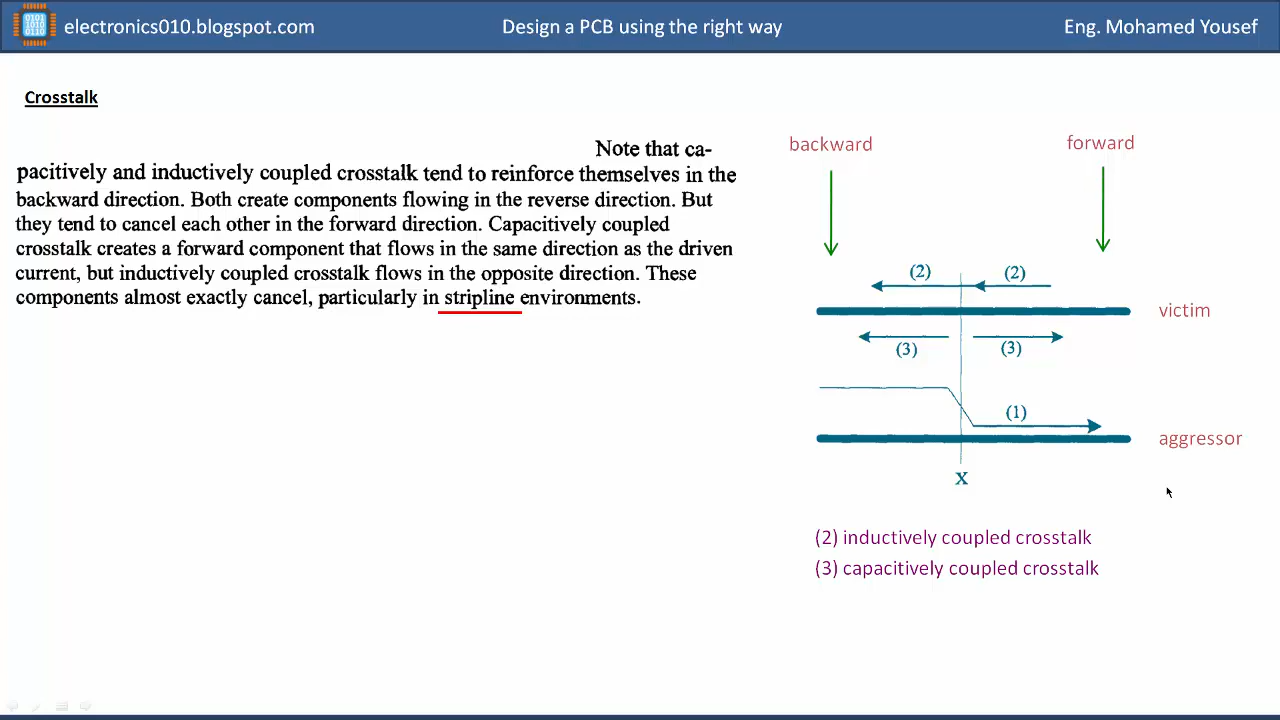 electronics010.blogspot.com
Design a PCB using the right way
Eng. Mohamed Yousef
0101
1010
0110
Crosstalk
Note that ca-
pacitively and inductively coupled crosstalk tend to reinforce themselves in the
backward direction. Both create components flowing in the reverse direction. But
they tend to cancel each other in the forward direction. Capacitively coupled
crosstalk creates a forward component that flows in the same direction as the driven
current, but inductively coupled crosstalk flows in the opposite direction. These
components almost exactly cancel, particularly in stripline environments.
backward
forward
(2)
(2)
victim
(3)
(3)
(1)
aggressor
X
(2) inductively coupled crosstalk
(3) capacitively coupled crosstalk